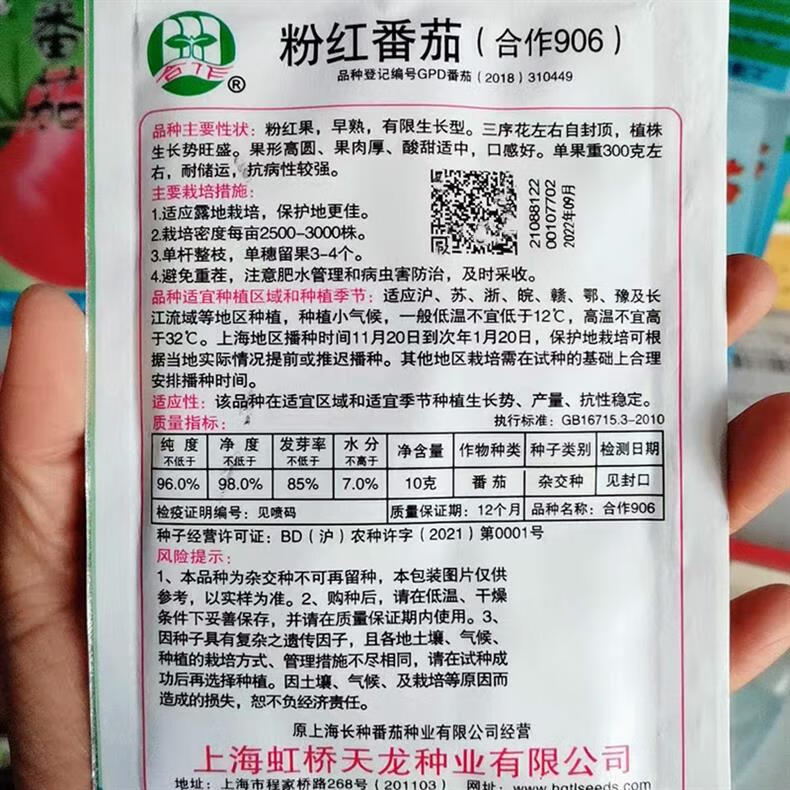 番茄
合作
®
粉红番茄（合作906）
品种登记编号GPD番茄（2018）310449
品种主要性状：粉红果，早熟，有限生长型。三序花左右自封顶，植株
生长势旺盛。果形高圆、果肉厚、酸甜适中，口感好。单果重300克左
右，耐储运，抗病性较强。
主要栽培措施：
1.适应露地栽培，保护地更佳。
2.栽培密度每亩2500-3000株。
3.单杆整枝，单穗留果3-4个。
4.避免重茬，注意肥水管理和病虫害防治，及时采收。
21088122
00107702
2022年09月
品种适宜种植区域和种植季节：适应沪、苏、浙、皖、赣、鄂、豫及长
江流域等地区种植，种植小气候，一般低温不宜低于12℃，高温不宜高
于32℃。上海地区播种时间11月20日到次年1月20日，保护地栽培可根
据当地实际情况提前或推迟播种。其他地区栽培需在试种的基础上合理
安排播种时间。
适应性：该品种在适宜区域和适宜季节种植生长势、产量、抗性稳定。
质量指标： 执行标准：GB16715.3-2010
纯度 净度 发芽率 水分 净含量 作物种类 种子类别 检测日期
不低于 不低于 不低于 不高于
96.0% 98.0% 85% 7.0% 10克 番茄 杂交种 见封口
检疫证明编号：见喷码 质量保证期：12个月 品种名称：合作906
种子经营许可证：BD（沪）农种许字（2021）第0001号
风险提示：
1、本品种为杂交种不可再留种，本包装图片仅供
参考，以实样为准。2、购种后，请在低温、干燥
条件下妥善保存，并请在质量保证期内使用。3、
因种子具有复杂之遗传因子，且各地土壤、气候、
种植的栽培方式、管理措施不尽相同，请在试种成
功后再选择种植。因土壤、气候、及栽培等原因而
造成的损失，恕不负经济责任。
原上海长种番茄种业有限公司经营
上海虹桥天龙种业有限公司
地址：上海市程家桥路268号（201103） 网址：www.hqtlseeds.com